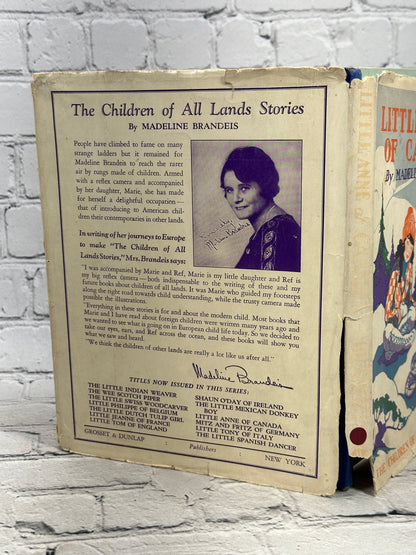 The Children of All Lands Stories
By MADELINE BRANDEIS
People have climbed to fame on many
strange ladders but it remained for
Madeline Brandeis to reach the rarer
air by rungs made of children. Armed
with a reflex camera and accompanied
by her daughter, Marie, she has made
for herself a delightful occupation—
that of introducing to American chil-
dren their contemporaries in other lands.
In writing of her journeys to Europe
to make "The Children of All
Lands Stories," Mrs. Brandeis says:
"I was accompanied by Marie and Ref, Marie is my little daughter and Ref is
my big reflex camera—both indispensable to the writing of these and my
future books about children of all lands. It was Marie who guided my footsteps
along the right road towards child understanding, while the trusty camera made
possible the illustrations.
"Everything in these stories is for and about the modern child. Most books that
Marie and I have read about foreign children were written many years ago and
we wanted to see what is going on in European child life today. So we decided to
take our eyes, ears, and Ref across the ocean, and these books will show you
what we saw and heard.
"We think the children of other lands are really a lot like us after all."
Madeline Brandeis
TITLES NOW ISSUED IN THIS SERIES:
THE LITTLE INDIAN WEAVER
THE WEE SCOTCH PIPER
THE LITTLE SWISS WOODCARVER
LITTLE PHILIPPE OF BELGIUM
THE LITTLE DUTCH TULIP GIRL
LITTLE JEANNE OF FRANCE
LITTLE TOM OF ENGLAND
SHAUN O'DAY OF IRELAND
THE LITTLE MEXICAN DONKEY
BOY
LITTLE ANNE OF CANADA
MITZ AND FRITZ OF GERMANY
LITTLE TONY OF ITALY
THE LITTLE SPANISH DANCER
GROSSET & DUNLAP
Publishers
NEW YORK
LITTLE ANNE
LITTLE
OF CA
By MADEL
THE CHILDREN